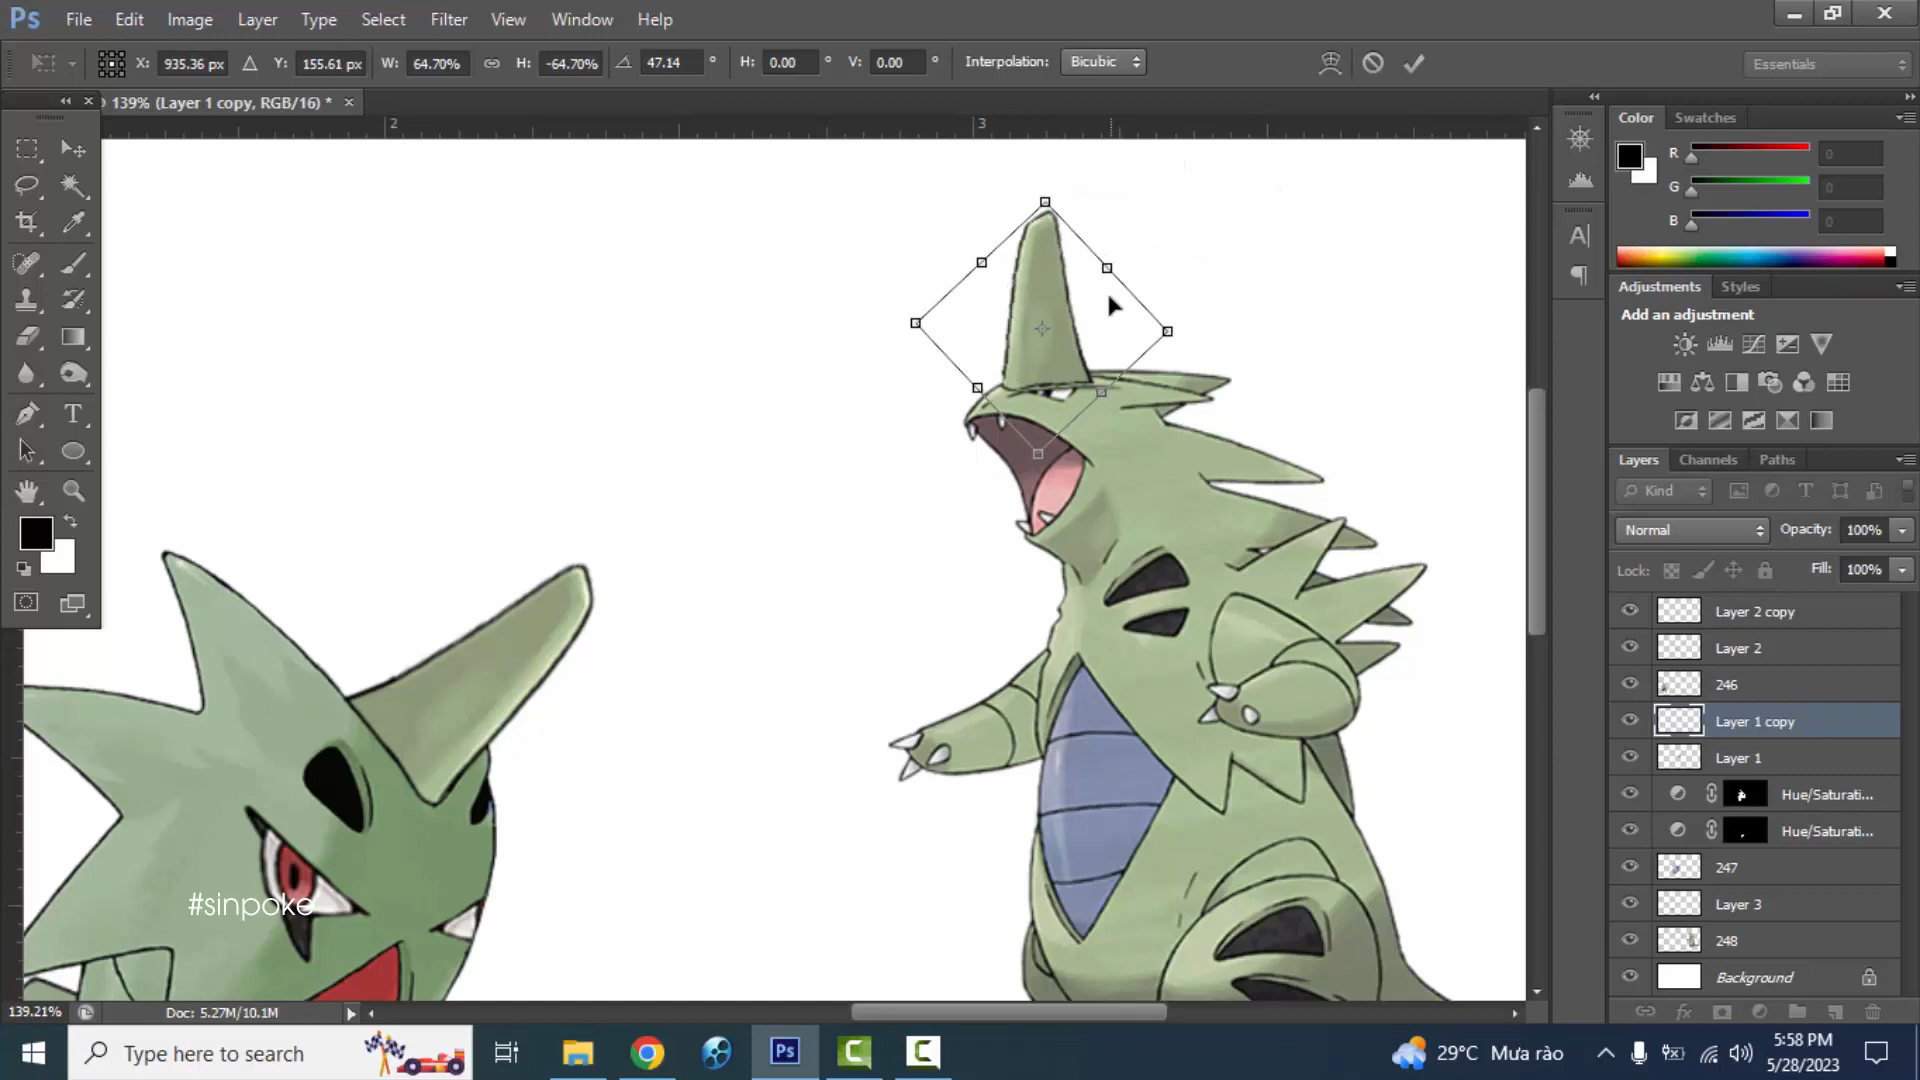 Ps File Edit Image Layer Type Select Filter View Window Help
X: 935.36 px Y: 155.61 px W: 64.70% H: -64.70% 47.14 ° H: 0.00 ° V: 0.00 ° Interpolation: Bicubic Essentials
139% (Layer 1 copy, RGB/16) * ×
2 3
Color Swatches
R 0
G 0
B 0
Adjustments Styles
Add an adjustment
Layers Channels Paths
Kind
Normal Opacity: 100%
Lock: Fill: 100%
Layer 2 copy
Layer 2
246
Layer 1 copy
Layer 1
Hue/Saturati...
Hue/Saturati...
247
Layer 3
248
Background
#sinpoke
139.21% Doc: 5.27M/10.1M
Type here to search
29°C Mưa rào
5:58 PM
5/28/2023